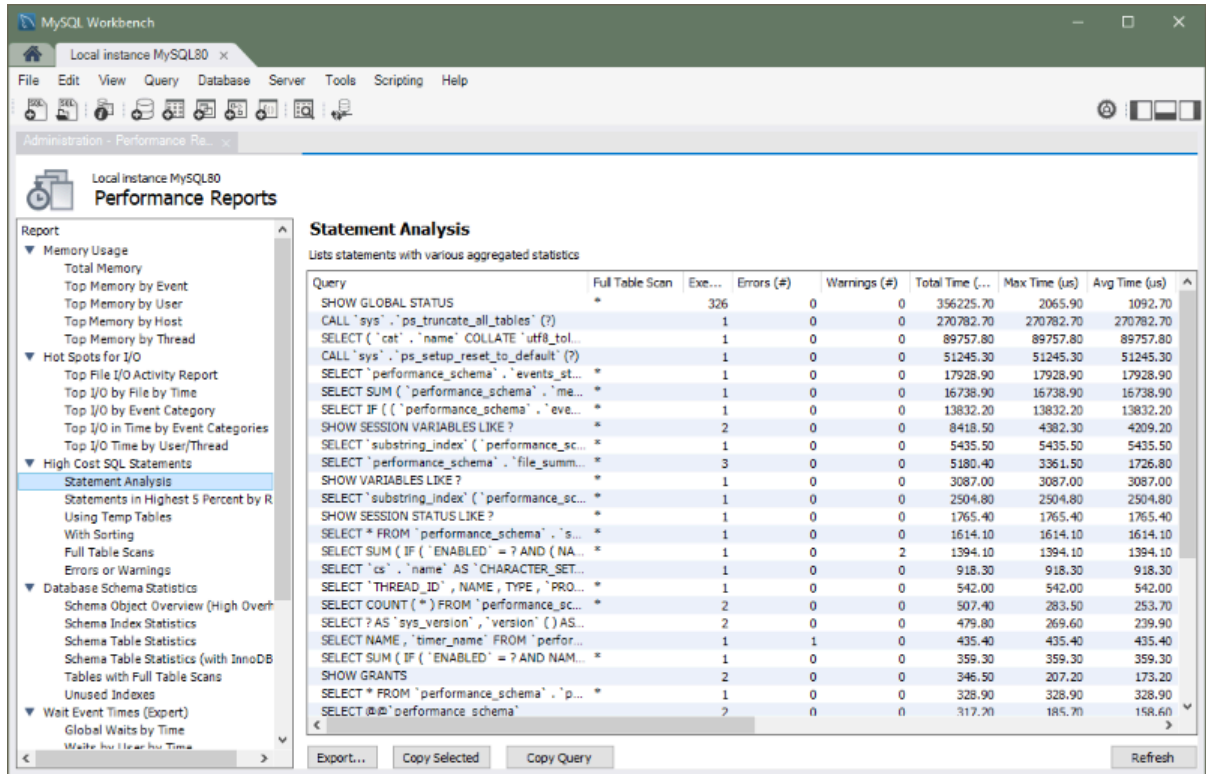 MySQL Workbench
Local instance MySQL80
File Edit View Query Database Server Tools Scripting Help
Administration - Performance Re...
Local instance MySQL80
Performance Reports
Report
Memory Usage
Total Memory
Top Memory by Event
Top Memory by User
Top Memory by Host
Top Memory by Thread
Hot Spots for I/O
Top File I/O Activity Report
Top I/O by File by Time
Top I/O by Event Category
Top I/O in Time by Event Categories
Top I/O Time by User/Thread
High Cost SQL Statements
Statement Analysis
Statements in Highest 5 Percent by R
Using Temp Tables
With Sorting
Full Table Scans
Errors or Warnings
Database Schema Statistics
Schema Object Overview (High Overh
Schema Index Statistics
Schema Table Statistics
Schema Table Statistics (with InnoDB
Tables with Full Table Scans
Unused Indexes
Wait Event Times (Expert)
Global Waits by Time
Waits by User by Time
Statement Analysis
Lists statements with various aggregated statistics
Query Full Table Scan Exe... Errors (#) Warnings (#) Total Time (... Max Time (us) Avg Time (us)
SHOW GLOBAL STATUS * 326 0 0 356225.70 2065.90 1092.70
CALL `sys` . `ps_truncate_all_tables` (?) 1 0 0 270782.70 270782.70 270782.70
SELECT ( `cat` . `name` COLLATE `utf8_tol... 1 0 0 89757.80 89757.80 89757.80
CALL `sys` . `ps_setup_reset_to_default` (?) 1 0 0 51245.30 51245.30 51245.30
SELECT `performance_schema` . `events_st... * 1 0 0 17928.90 17928.90 17928.90
SELECT SUM ( `performance_schema` . `me... * 1 0 0 16738.90 16738.90 16738.90
SELECT IF ( ( `performance_schema` . `eve... * 1 0 0 13832.20 13832.20 13832.20
SHOW SESSION VARIABLES LIKE ? * 2 0 0 8418.50 4382.30 4209.20
SELECT `substring_index` ( `performance_sc... * 1 0 0 5435.50 5435.50 5435.50
SELECT `performance_schema` . `file_summ... * 3 0 0 5180.40 3361.50 1726.80
SHOW VARIABLES LIKE ? * 1 0 0 3087.00 3087.00 3087.00
SELECT `substring_index` ( `performance_sc... * 1 0 0 2504.80 2504.80 2504.80
SHOW SESSION STATUS LIKE ? * 1 0 0 1765.40 1765.40 1765.40
SELECT * FROM `performance_schema` . `s... * 1 0 0 1614.10 1614.10 1614.10
SELECT SUM ( IF ( `ENABLED` = ? AND ( NA... * 1 0 2 1394.10 1394.10 1394.10
SELECT `cs` . `name` AS `CHARACTER_SET... 1 0 0 918.30 918.30 918.30
SELECT `THREAD_ID` , NAME , TYPE , `PRO... * 1 0 0 542.00 542.00 542.00
SELECT COUNT ( * ) FROM `performance_sc... * 2 0 0 507.40 283.50 253.70
SELECT ? AS `sys_version` , `version` ( ) AS... 2 0 0 479.80 269.60 239.90
SELECT NAME , `timer_name` FROM `perfor... 1 1 0 435.40 435.40 435.40
SELECT SUM ( IF ( `ENABLED` = ? AND NAM... * 1 0 0 359.30 359.30 359.30
SHOW GRANTS 2 0 0 346.50 207.20 173.20
SELECT * FROM `performance_schema` . `p... * 1 0 0 328.90 328.90 328.90
SELECT @@`performance_schema` 2 0 0 317.20 185.70 158.60
Export... Copy Selected Copy Query Refresh